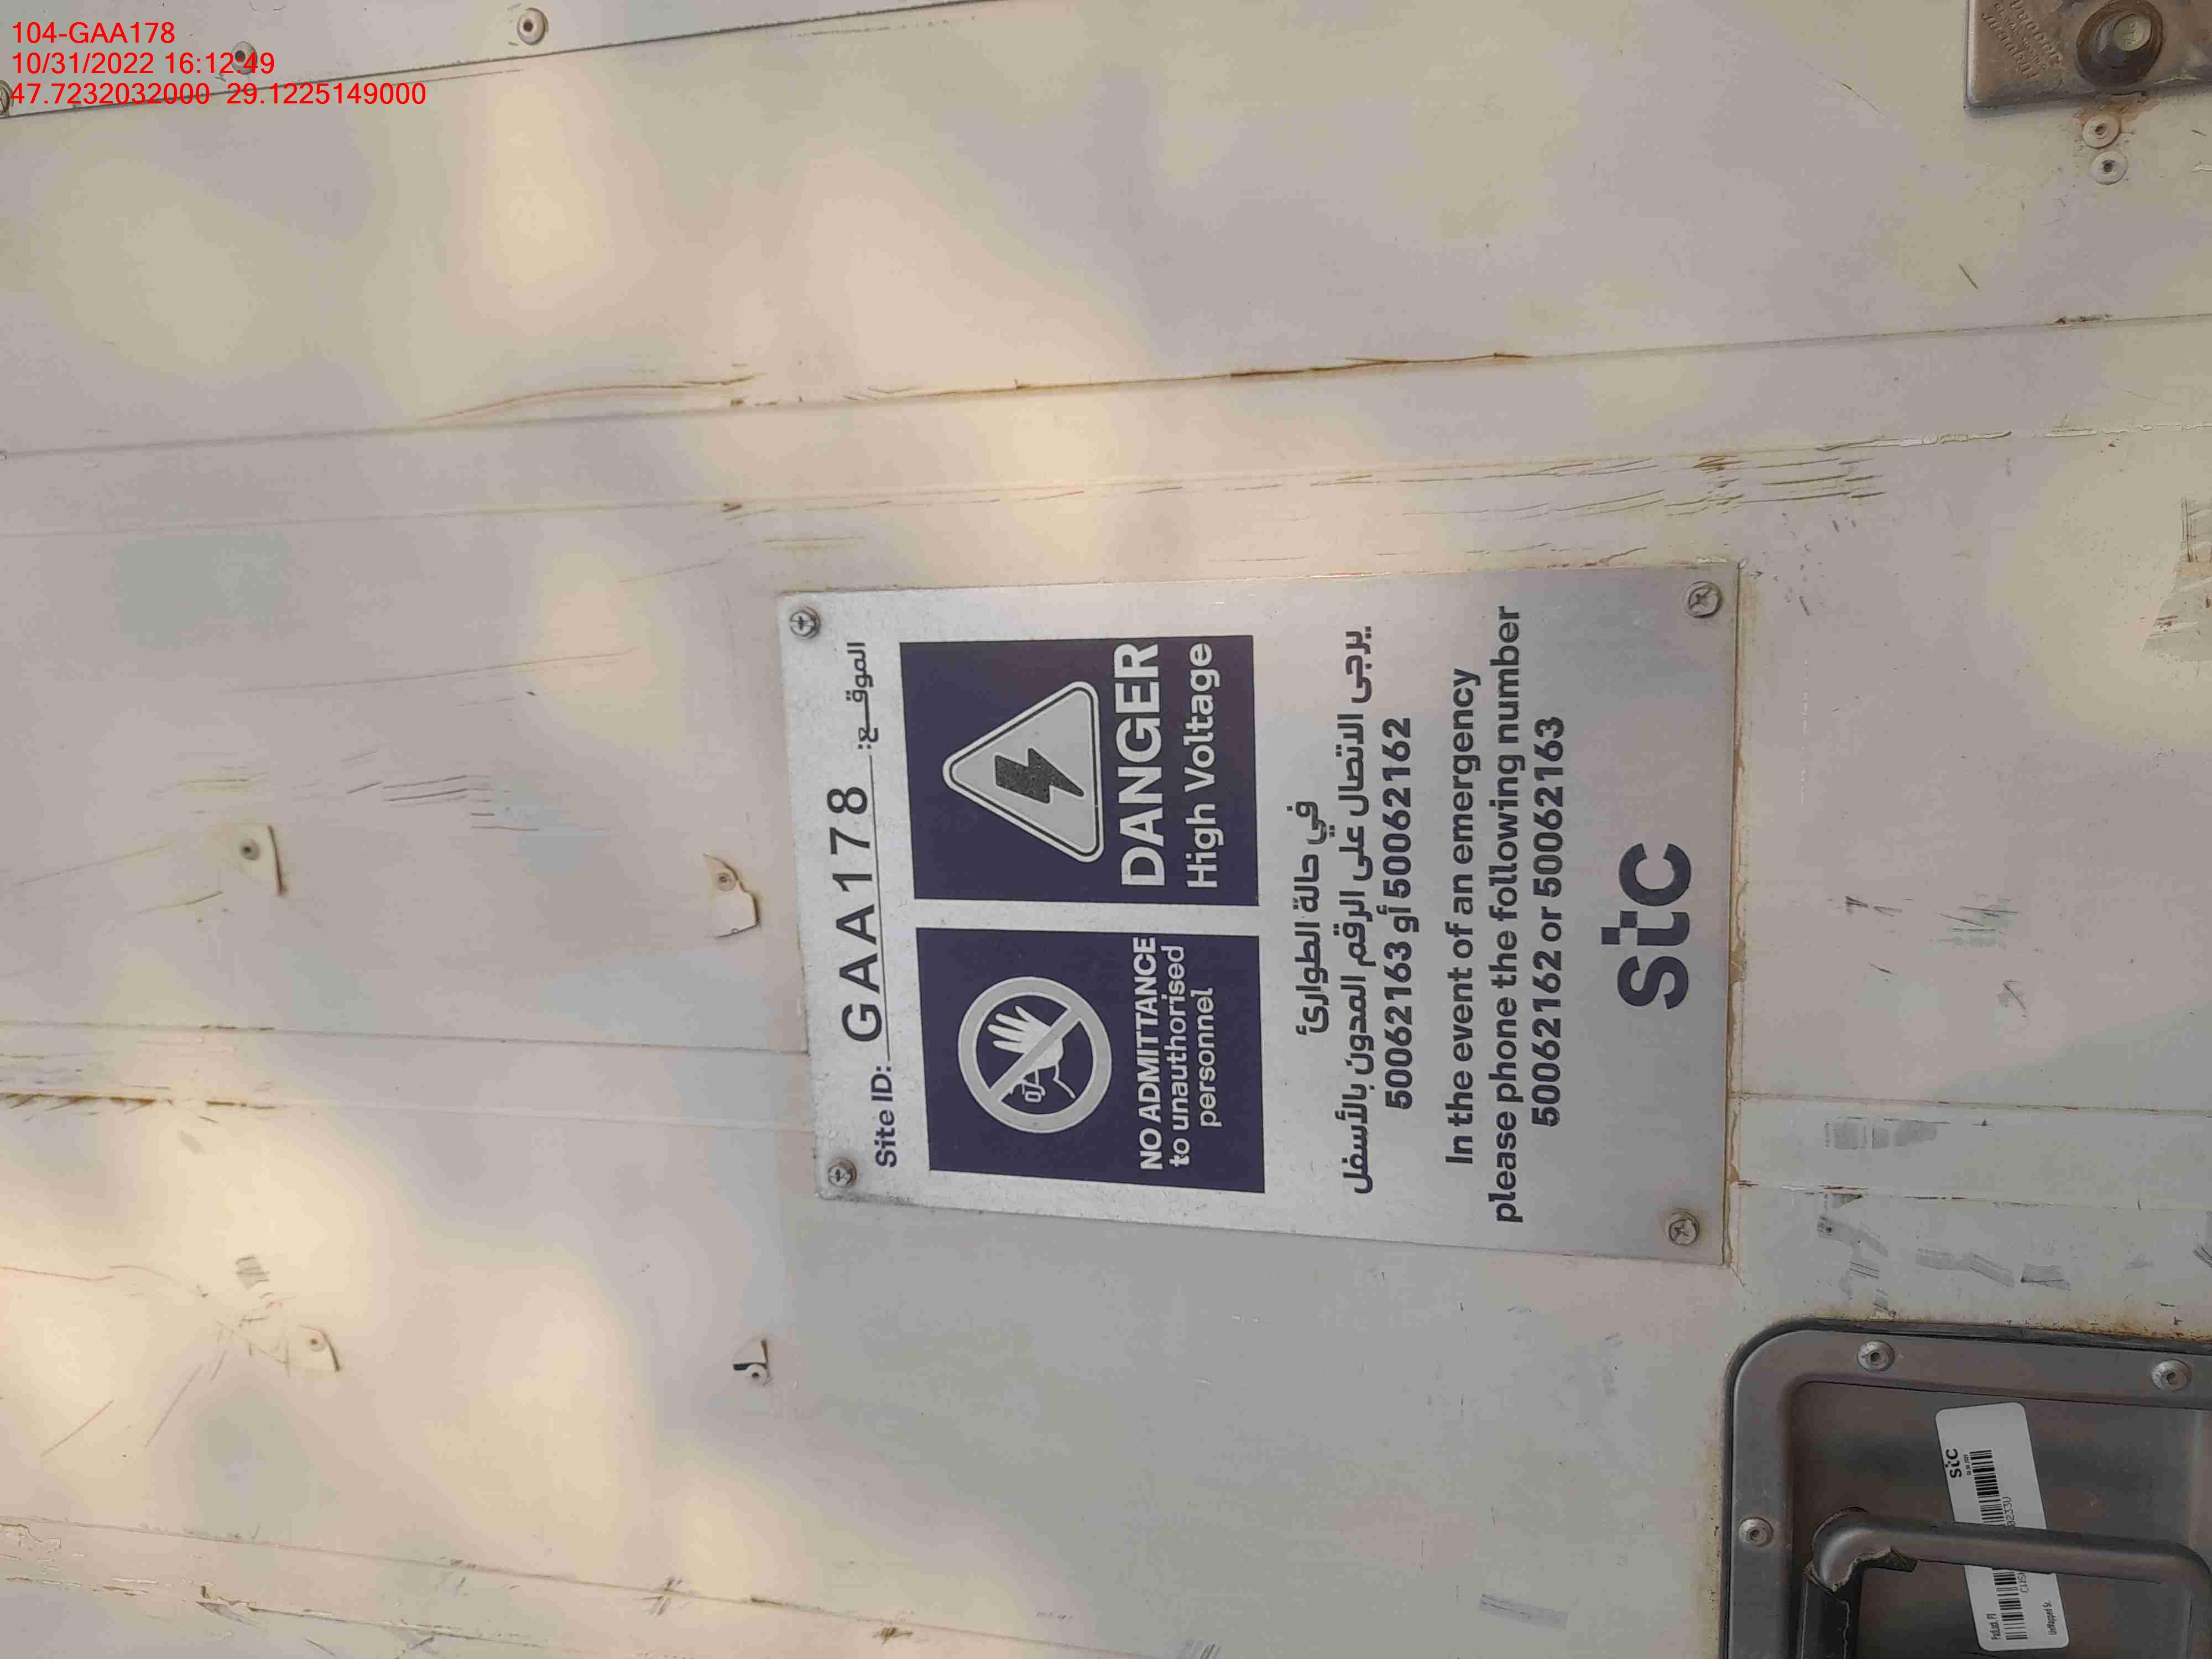 104-GAA178
10/31/2022 16:12:49
47.7232032000 29.1225149000
Site ID: GAA178 الموقع:
NO ADMITTANCE
to unauthorised
personnel
DANGER
High Voltage
في حالة الطوارئ
يرجى الاتصال على الرقم المدون بالأسفل
50062163 أو 50062162
In the event of an emergency
please phone the following number
50062162 or 50062163
stc
stc